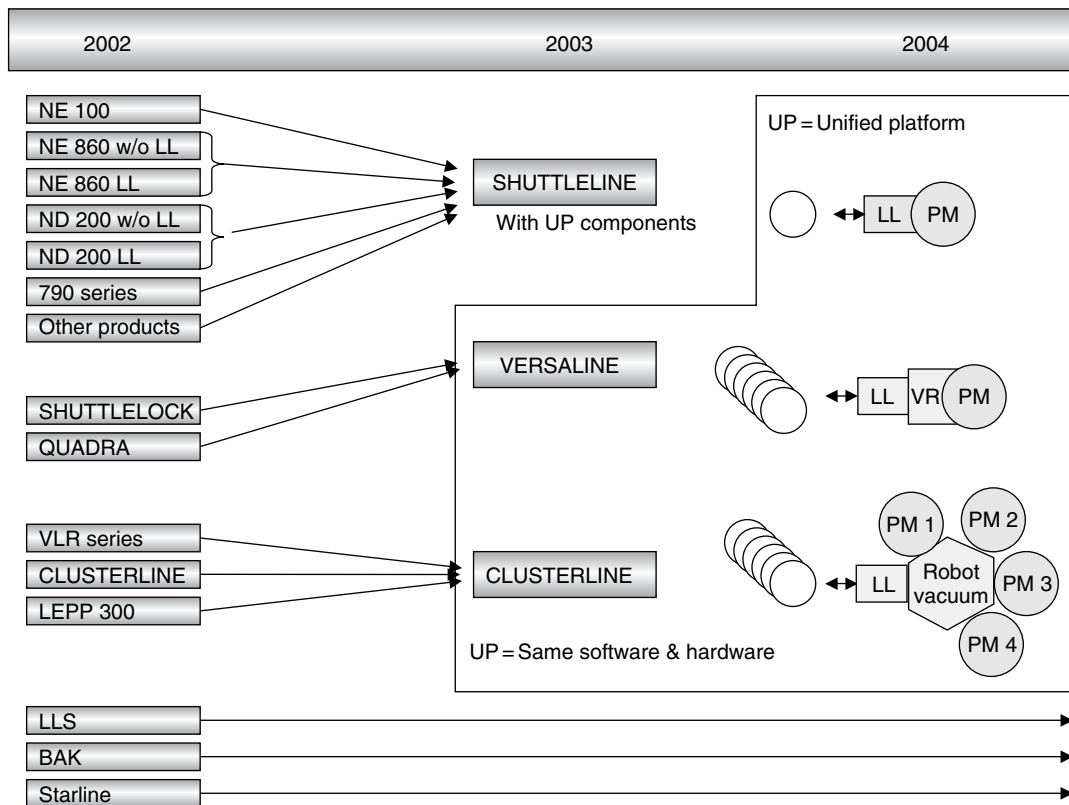 2002 2003 2004
NE 100
NE 860 w/o LL
NE 860 LL
ND 200 w/o LL
ND 200 LL
790 series
Other products
SHUTTLELINE
With UP components
UP = Unified platform
LL PM
SHUTTLELOCK
QUADRA
VERSALINE
LL VR PM
VLR series
CLUSTERLINE
LEPP 300
CLUSTERLINE
LL
Robot
vacuum
PM 1
PM 2
PM 3
PM 4
UP = Same software & hardware
LLS
BAK
Starline